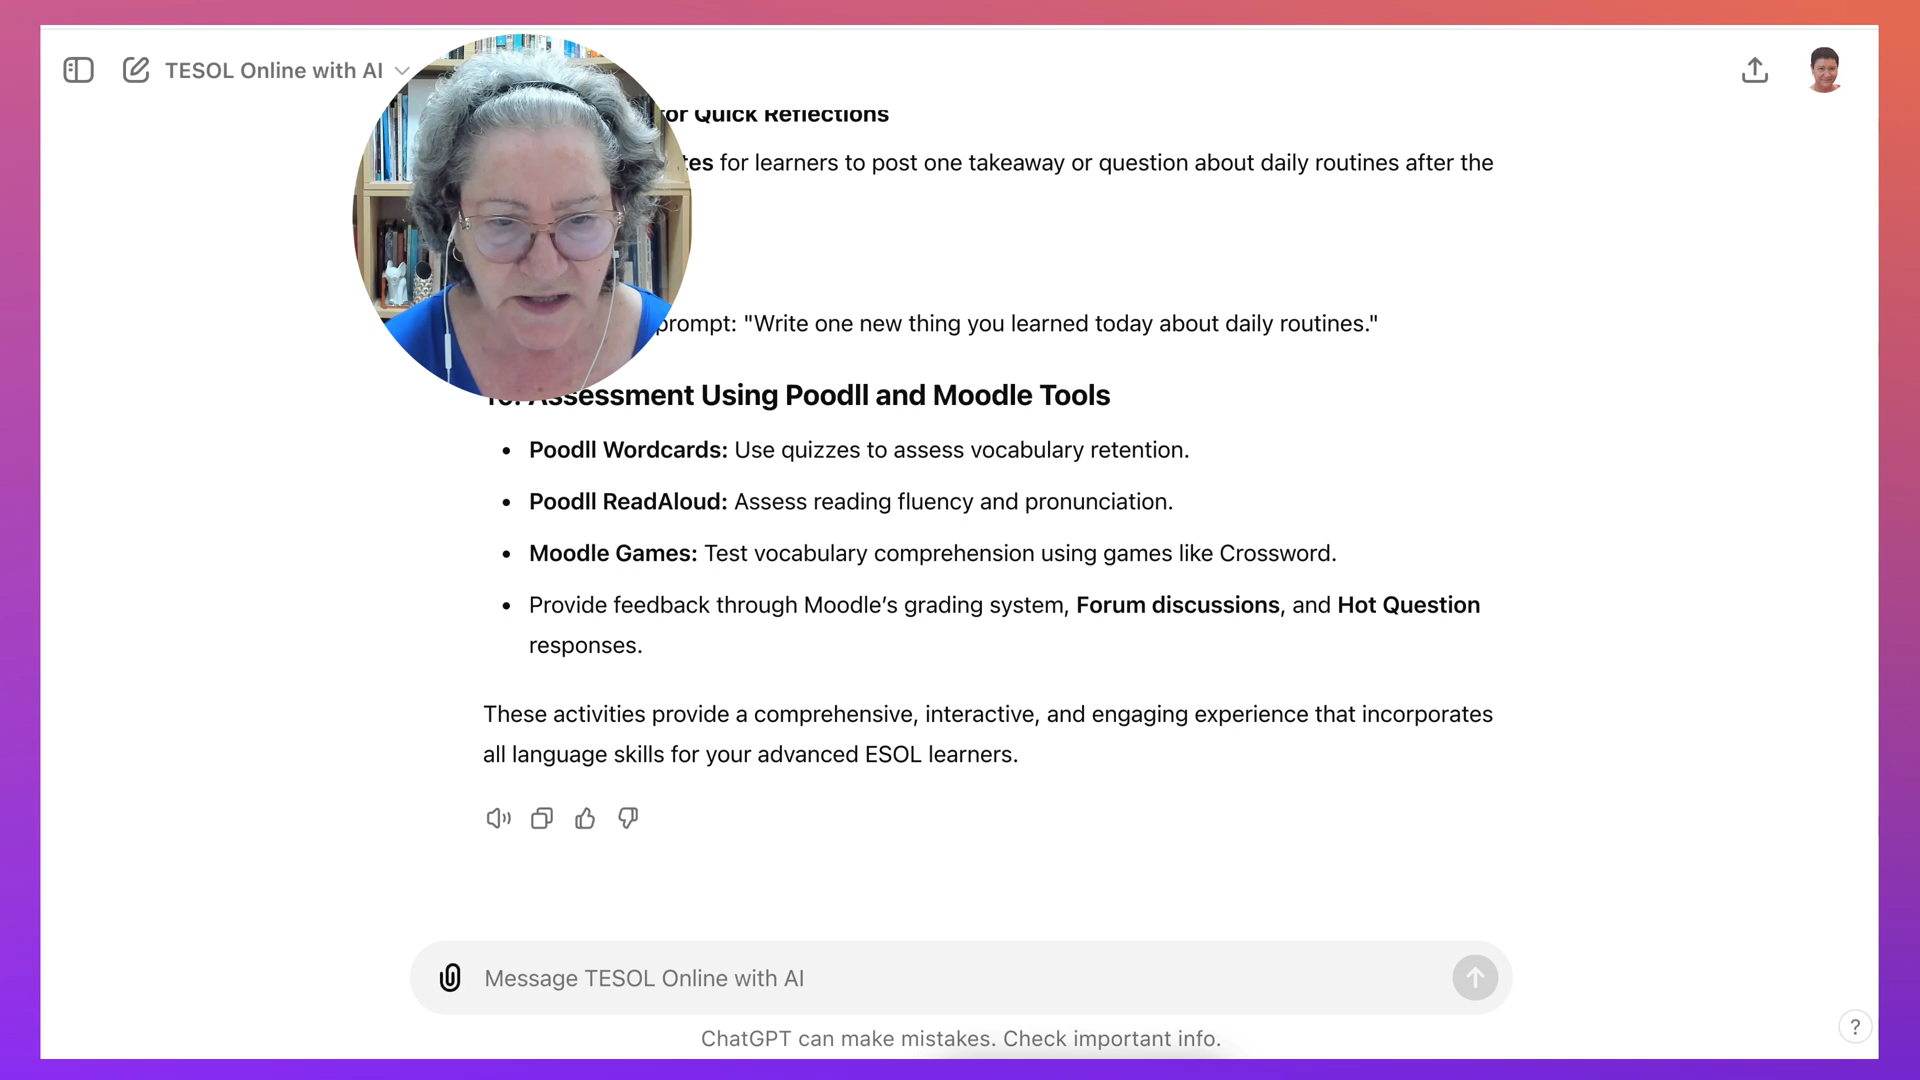 TESOL Online with AI
or Quick Reflections
tes for learners to post one takeaway or question about daily routines after the
prompt: "Write one new thing you learned today about daily routines."
10. Assessment Using Poodll and Moodle Tools
• Poodll Wordcards: Use quizzes to assess vocabulary retention.
• Poodll ReadAloud: Assess reading fluency and pronunciation.
• Moodle Games: Test vocabulary comprehension using games like Crossword.
• Provide feedback through Moodle’s grading system, Forum discussions, and Hot Question
responses.
These activities provide a comprehensive, interactive, and engaging experience that incorporates
all language skills for your advanced ESOL learners.
Message TESOL Online with AI
ChatGPT can make mistakes. Check important info.
?